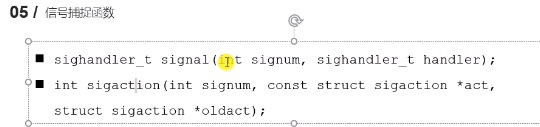 05 / 信号捕捉函数
■ sighandler_t signal(int signum, sighandler_t handler);
■ int sigaction(int signum, const struct sigaction *act,
struct sigaction *oldact);